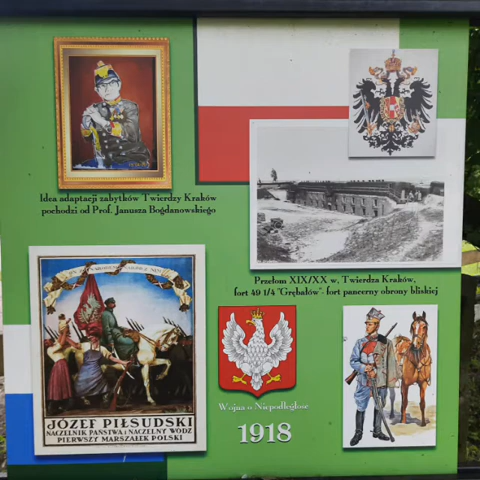 Idea adaptacji zabytków Twierdzy Kraków
pochodzi od Prof. Janusza Bogdanowskiego
Przełom XIX/XX w, Twierdza Kraków,
fort 49 1/4 "Grębałów"- fort pancerny obrony bliskiej
JÓZEF PIŁSUDSKI
NACZELNIK PAŃSTWA i NACZELNY WÓDZ
PIERWSZY MARSZAŁEK POLSKI
Wojna o Niepodległość
1918